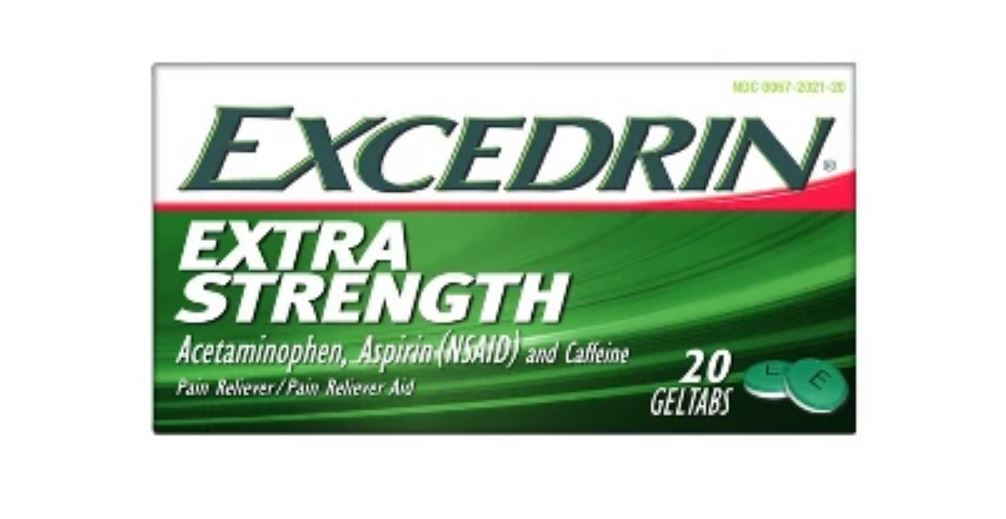 NDC 0067-2021-20
EXCEDRIN®
EXTRA
STRENGTH
Acetaminophen, Aspirin (NSAID) and Caffeine
Pain Reliever/Pain Reliever Aid
20
GELTABS
E E